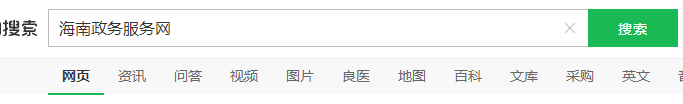 搜索 海南政务服务网 搜索
网页 资讯 问答 视频 图片 良医 地图 百科 文库 采购 英文